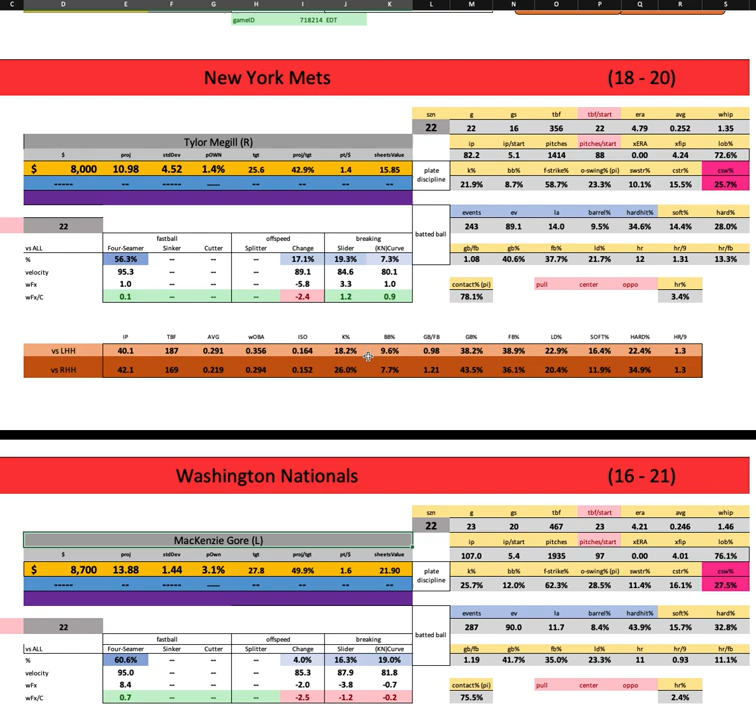 C D E F G H I J K L M N O P Q R S
gameID 718214 EDT
New York Mets (18 - 20)
szn g gs tbf tbf/start era avg whip
22 22 16 356 22 4.79 0.252 1.35
Tylor Megill (R) ip ip/start pitches pitches/start xERA xfip lob%
82.2 5.1 1414 88 0.00 4.24 72.6%
$ proj stdDev pOWN tgt proj/tgt pt/$ sheetsValue
$ 8,000 10.98 4.52 1.4% 25.6 42.9% 1.4 15.85
plate discipline k% bb% f-strike% o-swing% (pi) swstr% cstr% csw%
----- -- -- ---- -- -- -- --
21.9% 8.7% 58.7% 23.3% 10.1% 15.5% 25.7%
events ev la barrel% hardhit% soft% hard%
22 243 89.1 14.0 9.5% 34.6% 14.4% 28.0%
batted ball
fastball offspeed breaking
vs ALL Four-Seamer Sinker Cutter Splitter Change Slider (KN)Curve gb/fb gb% fb% ld% hr hr/9 hr/fb
% 56.3% -- -- -- 17.1% 19.3% 7.3% 1.08 40.6% 37.7% 21.7% 12 1.31 13.3%
velocity 95.3 -- -- -- 89.1 84.6 80.1
wFx 1.0 -- -- -- -5.8 3.3 1.0 contact% (pi) pull center oppo hr%
wFx/C 0.1 -- -- -- -2.4 1.2 0.9 78.1% 3.4%
IP TBF AVG wOBA ISO K% BB% GB/FB GB% FB% LD% SOFT% HARD% HR/9
vs LHH 40.1 187 0.291 0.356 0.164 18.2% 9.6% 0.98 38.2% 38.9% 22.9% 16.4% 22.4% 1.3
vs RHH 42.1 169 0.219 0.294 0.152 26.0% 7.7% 1.21 43.5% 36.1% 20.4% 11.9% 34.9% 1.3
Washington Nationals (16 - 21)
szn g gs tbf tbf/start era avg whip
22 23 20 467 23 4.21 0.246 1.46
MacKenzie Gore (L) ip ip/start pitches pitches/start xERA xfip lob%
107.0 5.4 1935 97 0.00 4.01 76.1%
$ proj stdDev pOwn tgt proj/tgt pt/$ sheetsValue
$ 8,700 13.88 1.44 3.1% 27.8 49.9% 1.6 21.90
plate discipline k% bb% f-strike% o-swing% (pi) swstr% cstr% csw%
----- -- -- ---- -- -- -- --
25.7% 12.0% 62.3% 28.5% 11.4% 16.1% 27.5%
events ev la barrel% hardhit% soft% hard%
22 287 90.0 11.7 8.4% 43.9% 15.7% 32.8%
batted ball
fastball offspeed breaking
vs ALL Four-Seamer Sinker Cutter Splitter Change Slider (KN)Curve gb/fb gb% fb% ld% hr hr/9 hr/fb
% 60.6% -- -- -- 4.0% 16.3% 19.0% 1.19 41.7% 35.0% 23.3% 11 0.93 11.1%
velocity 95.0 -- -- -- 85.3 87.9 81.8
wFx 8.4 -- -- -- -2.0 -3.8 -0.7 contact% (pi) pull center oppo hr%
wFx/C 0.7 -- -- -- -2.5 -1.2 -0.2 75.5% 2.4%